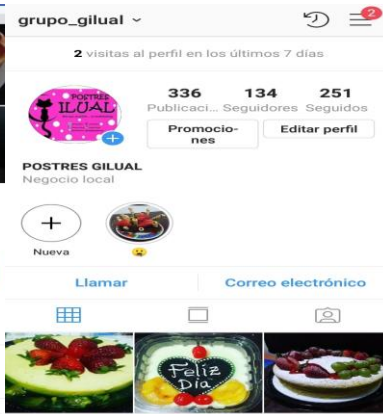 grupo_gilual
2
2 visitas al perfil en los últimos 7 días
POSTRES
ILUAL
336 134 251
Publicaci... Seguidores Seguidos
Promocio-
nes
Editar perfil
POSTRES GILUAL
Negocio local
Nueva
Llamar
Correo electrónico
Feliz
Día